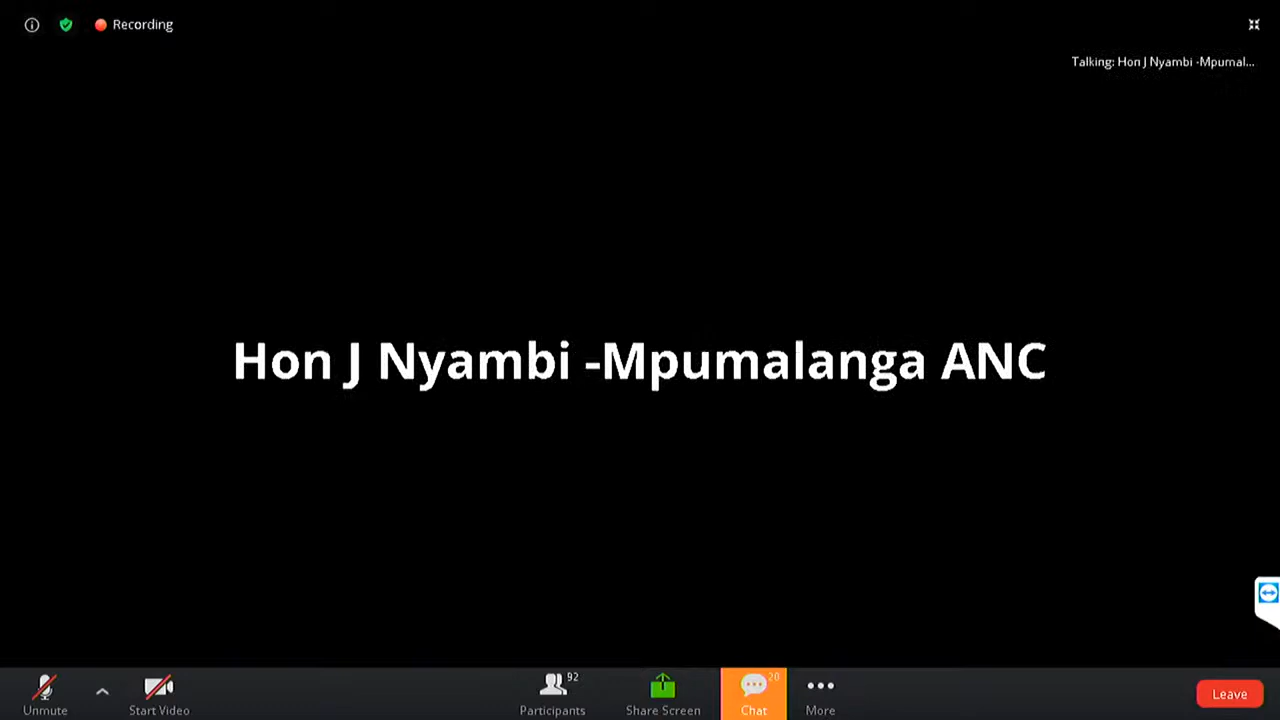 Recording
Talking: Hon J Nyambi -Mpumal...
Hon J Nyambi -Mpumalanga ANC
92
20
Unmute
Start Video
Participants
Share Screen
Chat
More
Leave